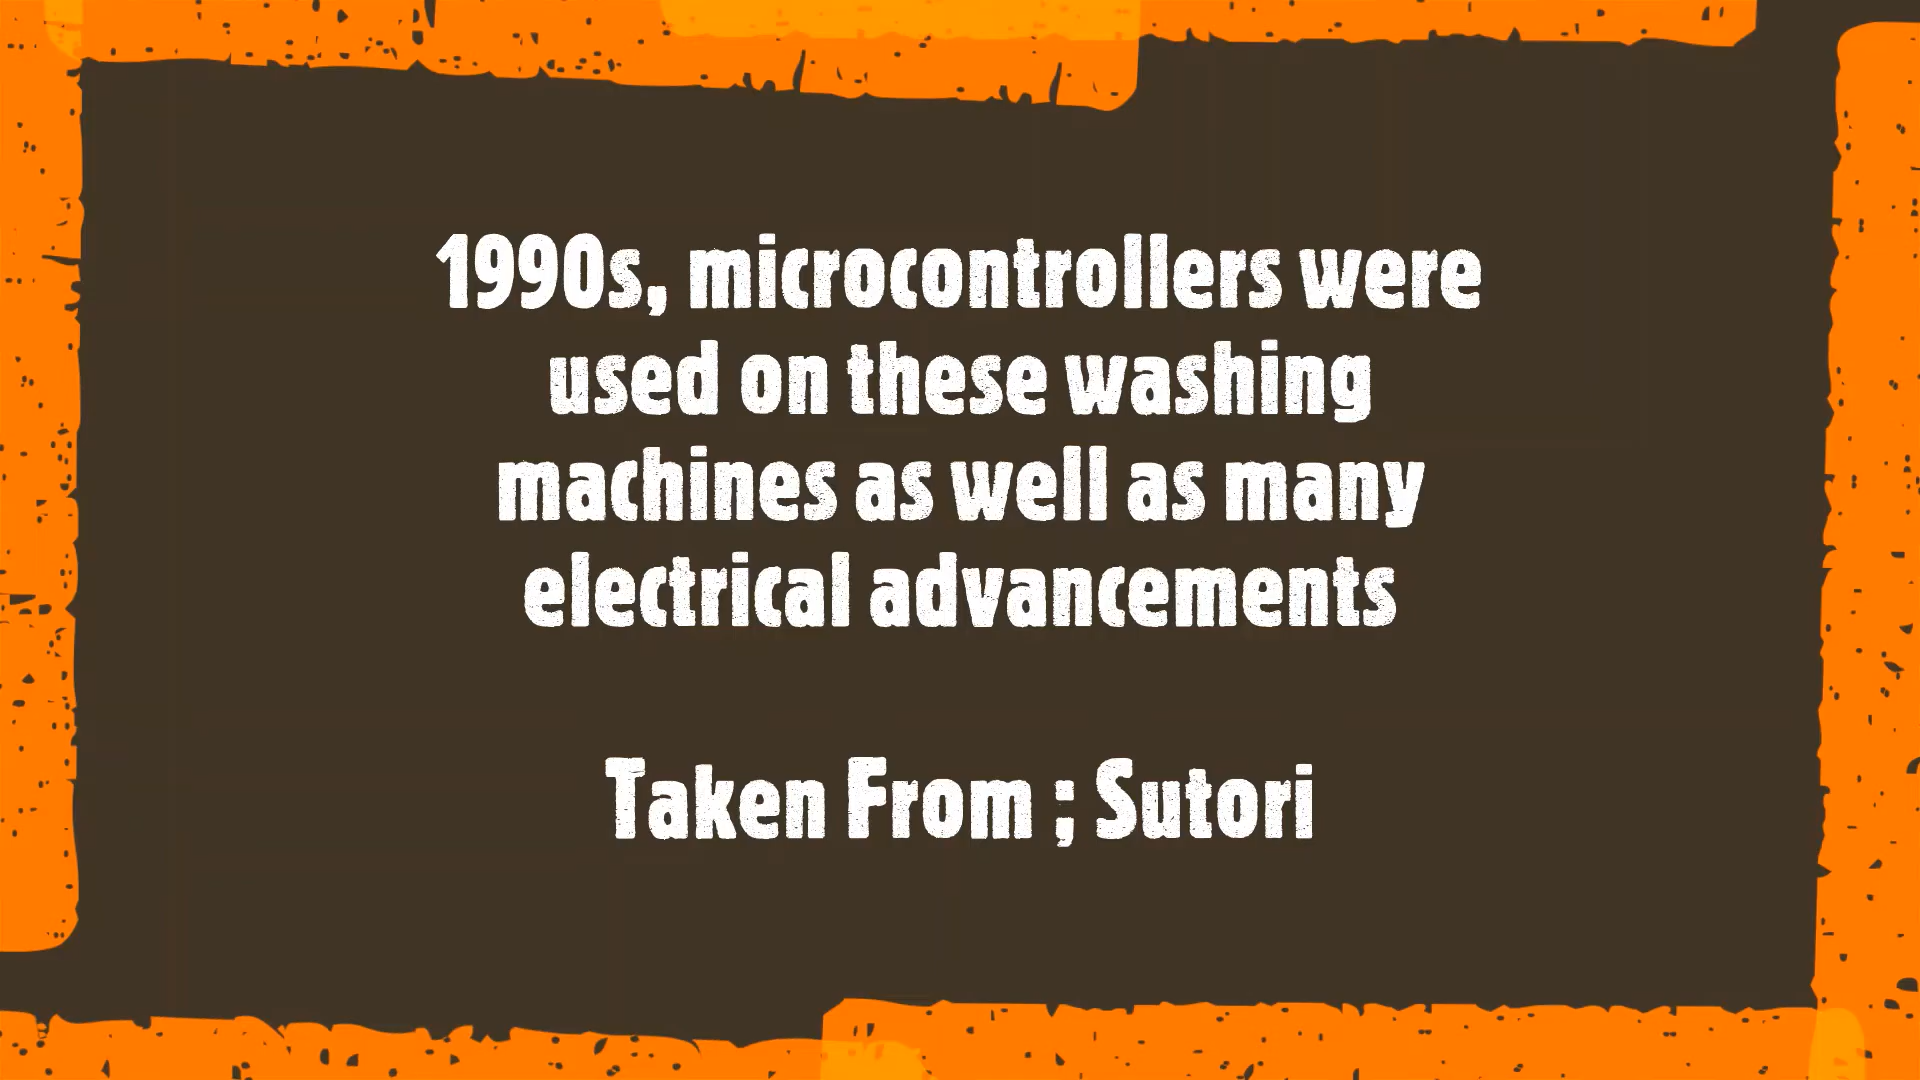 1990s, microcontrollers were
used on these washing
machines as well as many
electrical advancements
Taken From ; Sutori